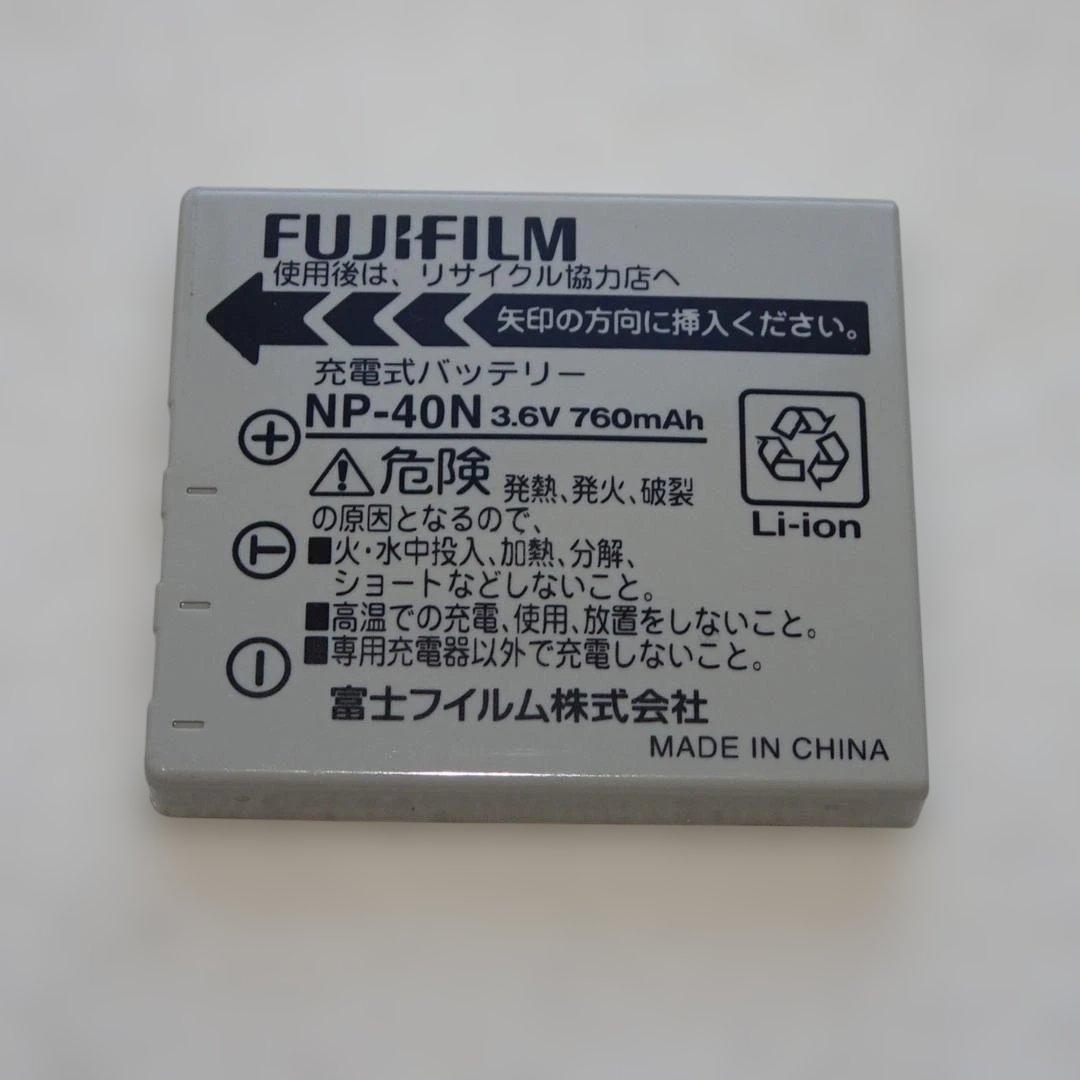 FUJIFILM
使用後は、リサイクル協力店へ
矢印の方向に挿入ください。
充電式バッテリー
NP-40N 3.6V 760mAh
+
⚠危険 発熱、発火、破裂
の原因となるので、
Li-ion
T
■火・水中投入、加熱、分解、
ショートなどしないこと。
■高温での充電、使用、放置をしないこと。
■専用充電器以外で充電しないこと。
−
富士フイルム株式会社
MADE IN CHINA